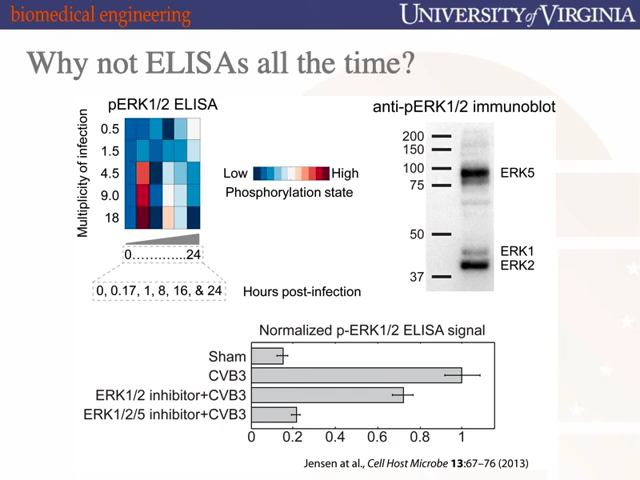 biomedical engineering
UNIVERSITY of VIRGINIA
Why not ELISAs all the time?
pERK1/2 ELISA
Multiplicity of infection
0.5
1.5
4.5
9.0
18
0.............24
0, 0.17, 1, 8, 16, & 24
Hours post-infection
Low
High
Phosphorylation state
anti-pERK1/2 immunoblot
200
150
100
75
50
37
ERK5
ERK1
ERK2
Normalized p-ERK1/2 ELISA signal
Sham
CVB3
ERK1/2 inhibitor+CVB3
ERK1/2/5 inhibitor+CVB3
0 0.2 0.4 0.6 0.8 1
Jensen at al., Cell Host Microbe 13:67–76 (2013)